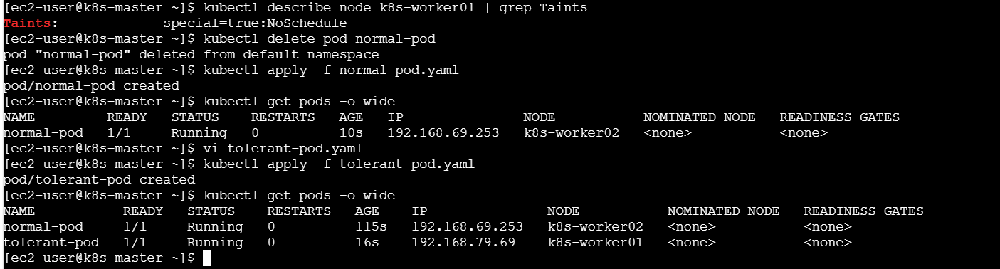 [ec2-user@k8s-master ~]$ kubectl describe node k8s-worker01 | grep Taints
Taints:             special=true:NoSchedule
[ec2-user@k8s-master ~]$ kubectl delete pod normal-pod
pod "normal-pod" deleted from default namespace
[ec2-user@k8s-master ~]$ kubectl apply -f normal-pod.yaml
pod/normal-pod created
[ec2-user@k8s-master ~]$ kubectl get pods -o wide
NAME         READY   STATUS    RESTARTS   AGE   IP               NODE           NOMINATED NODE   READINESS GATES
normal-pod   1/1     Running   0          10s   192.168.69.253   k8s-worker02   <none>           <none>
[ec2-user@k8s-master ~]$ vi tolerant-pod.yaml
[ec2-user@k8s-master ~]$ kubectl apply -f tolerant-pod.yaml
pod/tolerant-pod created
[ec2-user@k8s-master ~]$ kubectl get pods -o wide
NAME           READY   STATUS    RESTARTS   AGE    IP               NODE           NOMINATED NODE   READINESS GATES
normal-pod     1/1     Running   0          115s   192.168.69.253   k8s-worker02   <none>           <none>
tolerant-pod   1/1     Running   0          16s    192.168.79.69    k8s-worker01   <none>           <none>
[ec2-user@k8s-master ~]$